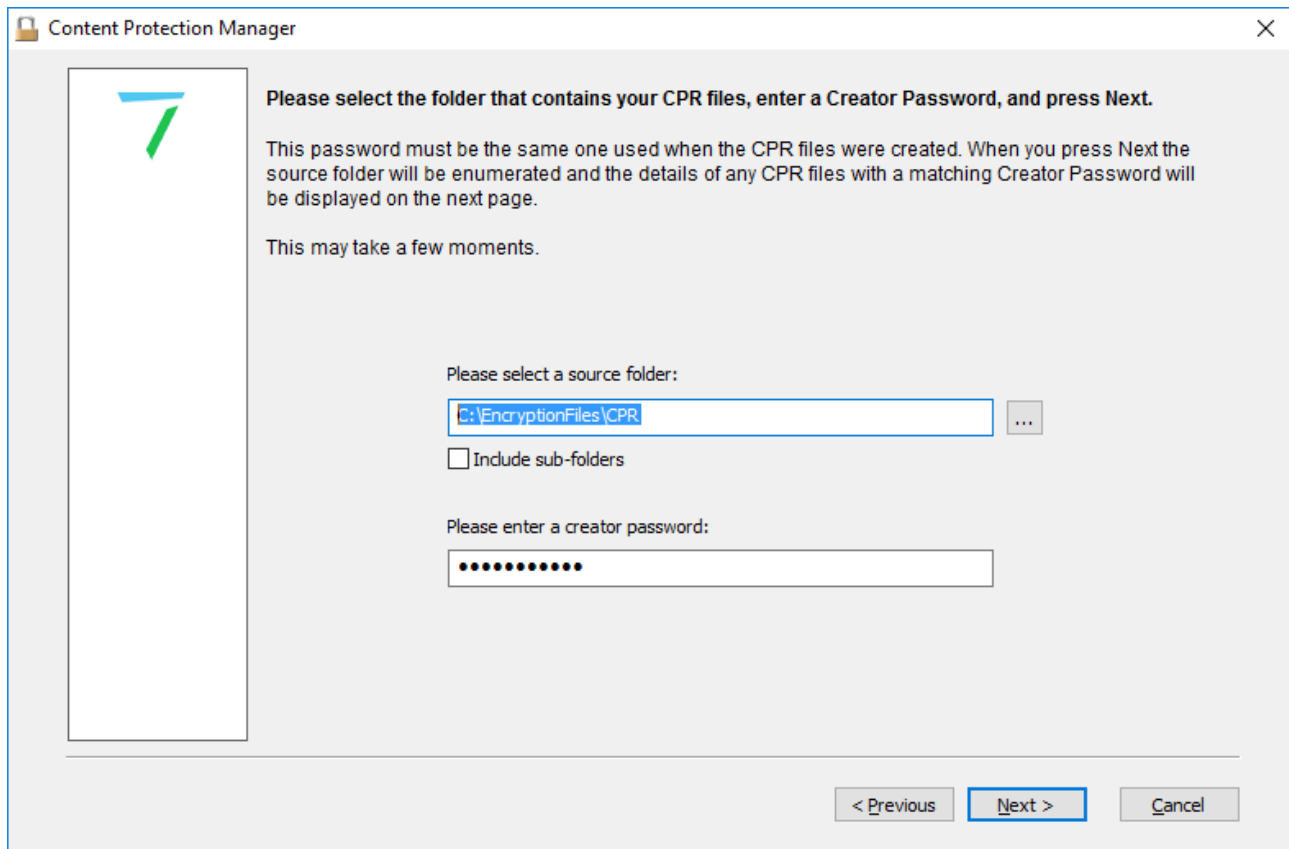 Content Protection Manager
Please select the folder that contains your CPR files, enter a Creator Password, and press Next.
This password must be the same one used when the CPR files were created. When you press Next the
source folder will be enumerated and the details of any CPR files with a matching Creator Password will
be displayed on the next page.
This may take a few moments.
Please select a source folder:
C:\EncryptionFiles\CPR
...
Include sub-folders
Please enter a creator password:
•••••••••••
< Previous
Next >
Cancel